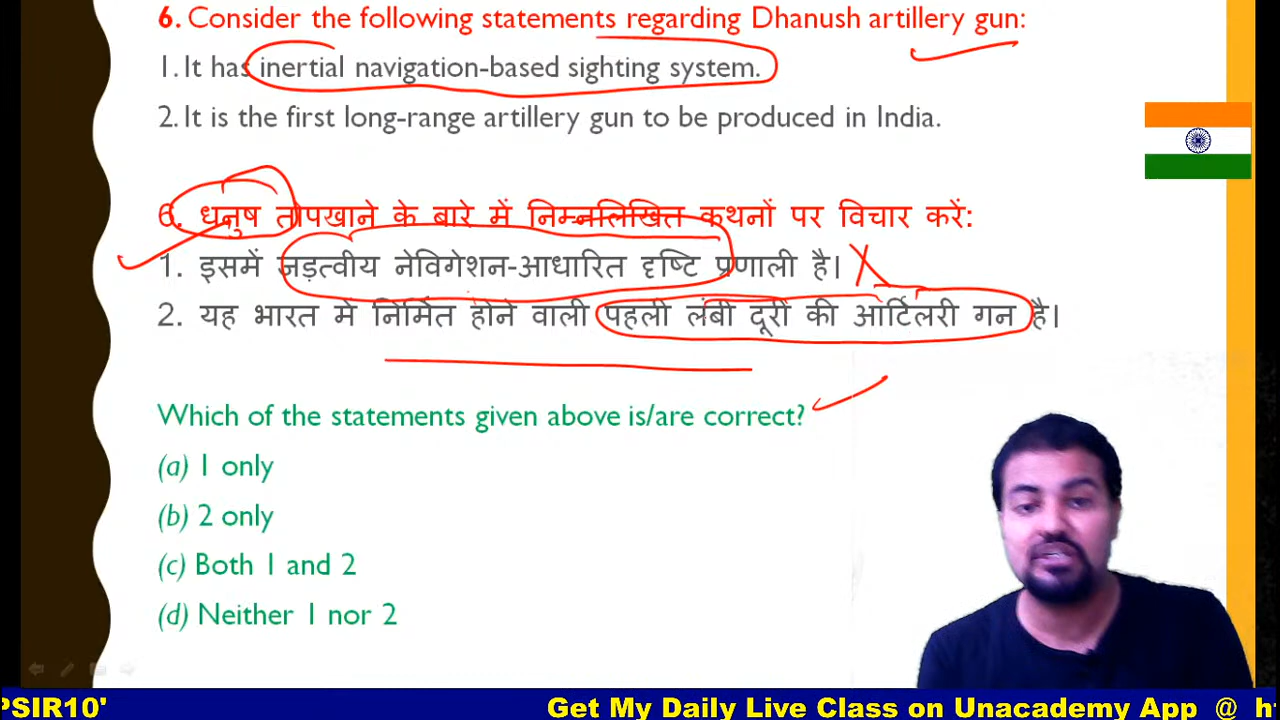 6. Consider the following statements regarding Dhanush artillery gun:
1. It has inertial navigation-based sighting system.
2. It is the first long-range artillery gun to be produced in India.
6. धनुष तोपखाने के बारे में निम्नलिखित कथनों पर विचार करें:
1. इसमें जड़त्वीय नेविगेशन-आधारित दृष्टि प्रणाली है।
2. यह भारत में निर्मित होने वाली पहली लंबी दूरी की आर्टिलरी गन है।
Which of the statements given above is/are correct?
(a) 1 only
(b) 2 only
(c) Both 1 and 2
(d) Neither 1 nor 2
PSIR10' Get My Daily Live Class on Unacademy App @ h